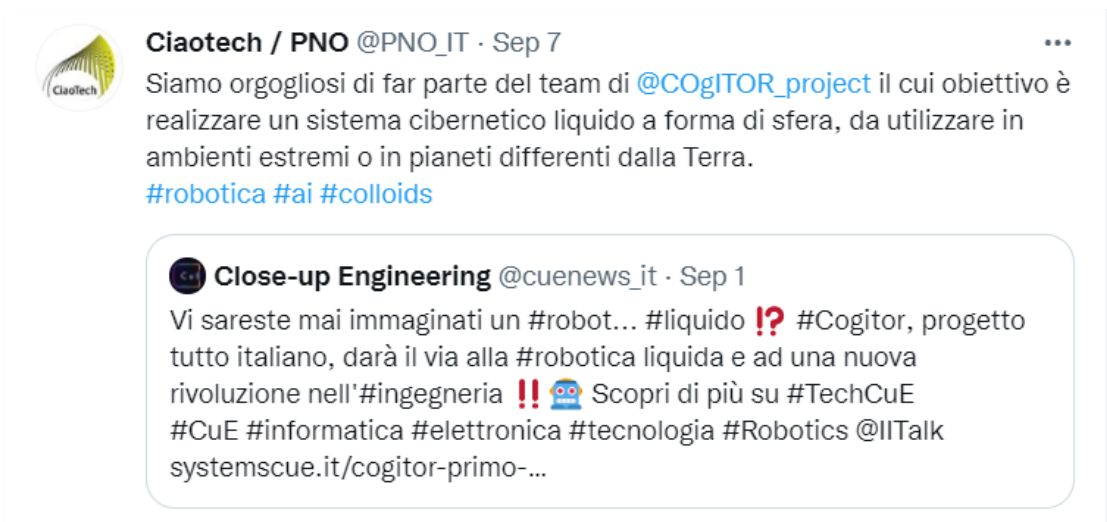 Ciaotech / PNO @PNO_IT · Sep 7
Siamo orgogliosi di far parte del team di @COgITOR_project il cui obiettivo è
realizzare un sistema cibernetico liquido a forma di sfera, da utilizzare in
ambienti estremi o in pianeti differenti dalla Terra.
#robotica #ai #colloids
CiaoTech
Close-up Engineering @cuenews_it · Sep 1
Vi sareste mai immaginati un #robot... #liquido ⁉️ #Cogitor, progetto
tutto italiano, darà il via alla #robotica liquida e ad una nuova
rivoluzione nell'#ingegneria ‼️ 🤖 Scopri di più su #TechCuE
#CuE #informatica #elettronica #tecnologia #Robotics @IITalk
systemscue.it/cogitor-primo-...